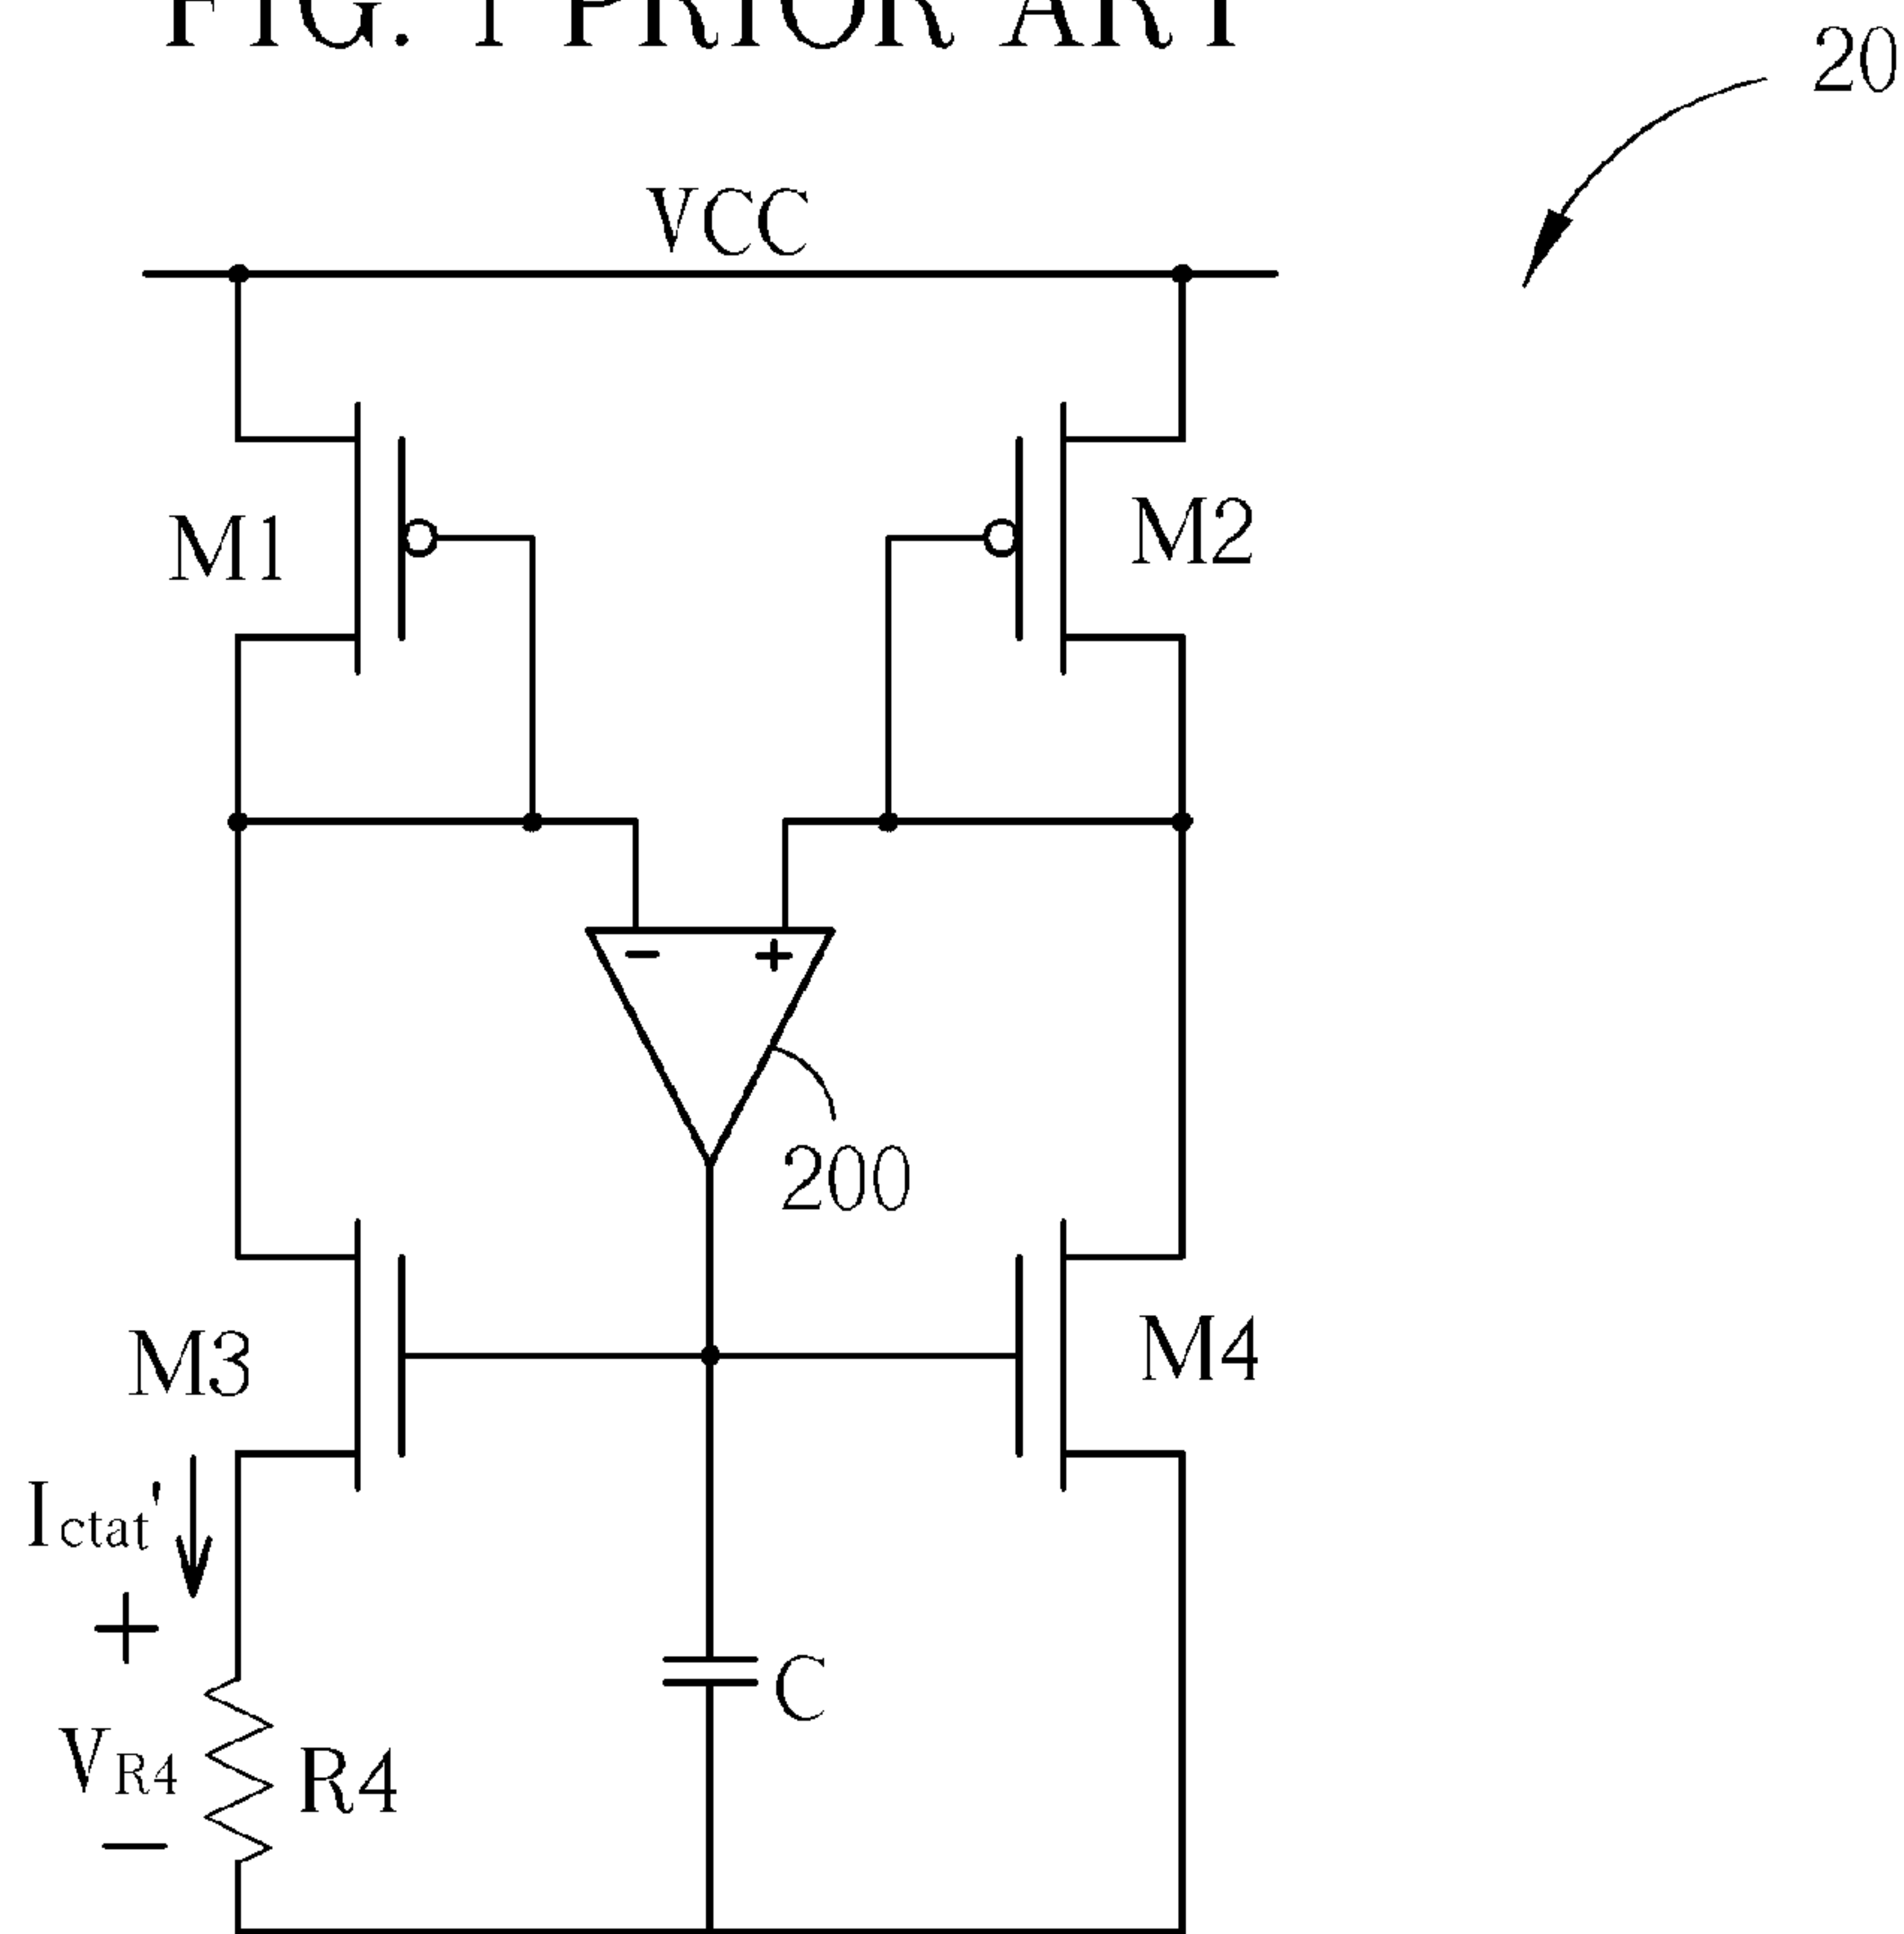 FIG. 1 PRIOR ART
20
VCC
M1
M2
- +
200
M3
M4
Ictat'
+
C
VR4
R4
-